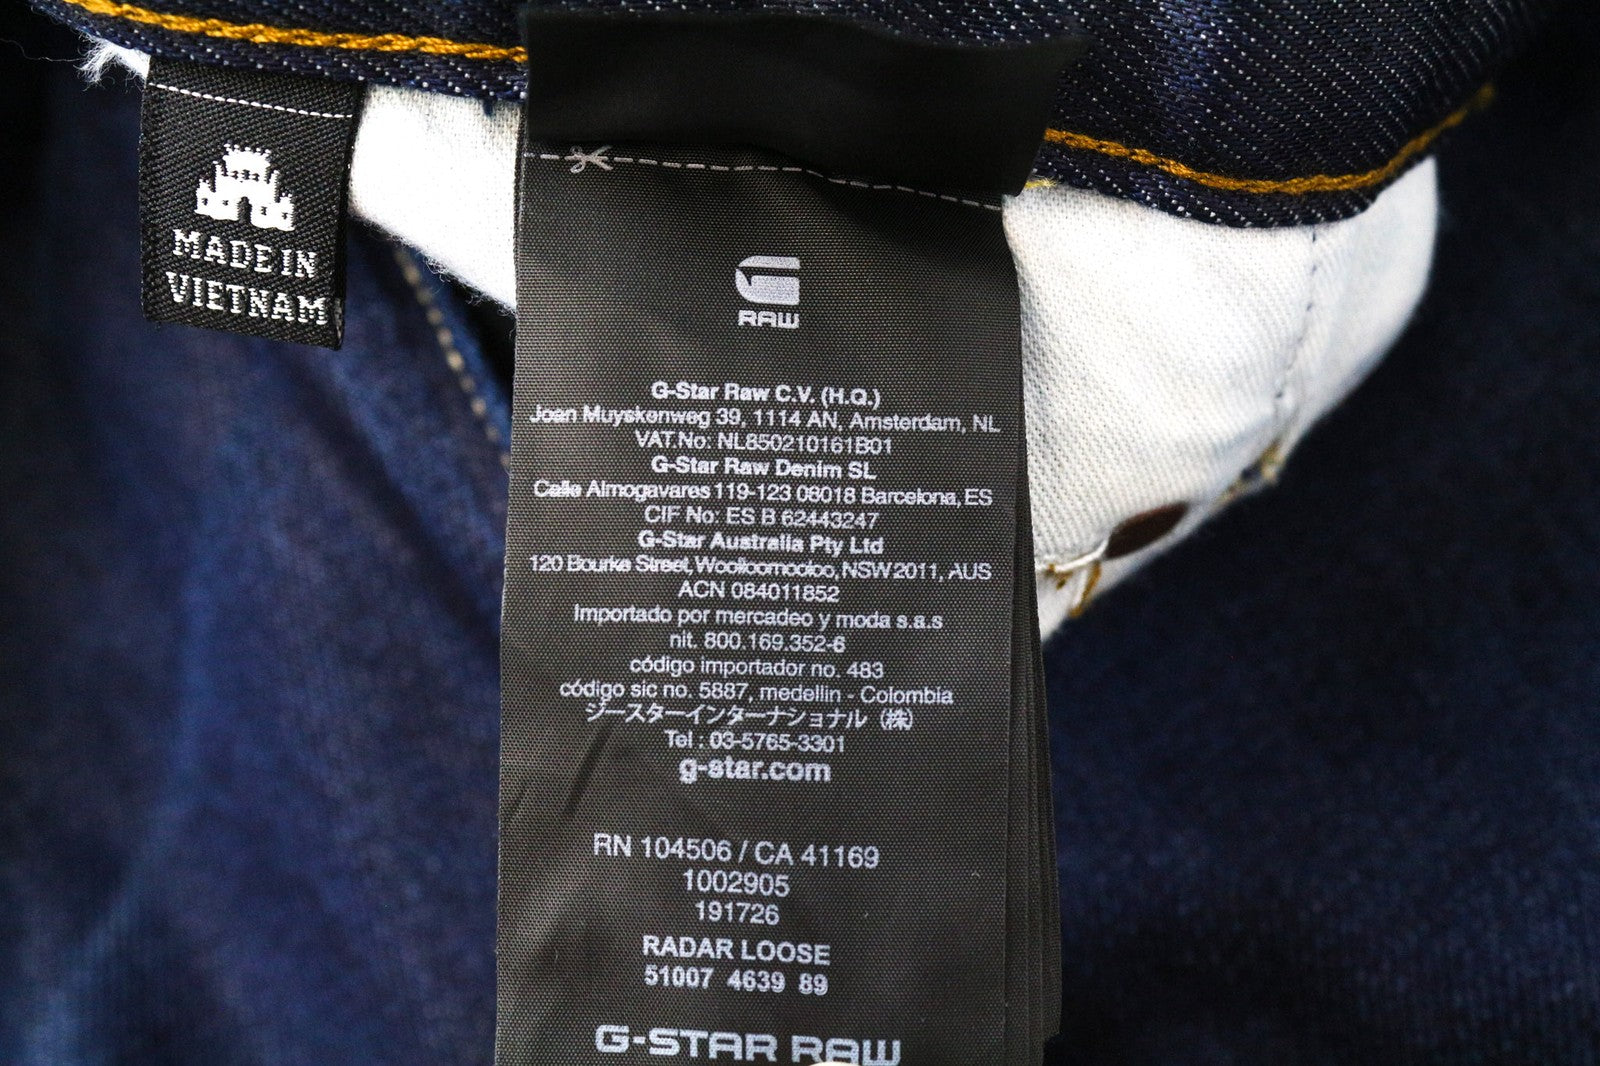 MADE IN
VIETNAM
RAW
G-Star Raw C.V. (H.Q.)
Joan Muyskenweg 39, 1114 AN, Amsterdam, NL
VAT.No: NL850210161B01
G-Star Raw Denim SL
Calle Almogavares 119-123 08018 Barcelona, ES
CIF No: ES B 62443247
G-Star Australia Pty Ltd
120 Bourke Street, Woolloomooloo, NSW 2011, AUS
ACN 084011852
Importado por mercadeo y moda s.a.s
nit. 800.169.352-6
código importador no. 483
código sic no. 5887, medellin - Colombia
ジースターインターナショナル（株）
Tel : 03-5765-3301
g-star.com
RN 104506 / CA 41169
1002905
191726
RADAR LOOSE
51007 4639 89
G-STAR RAW